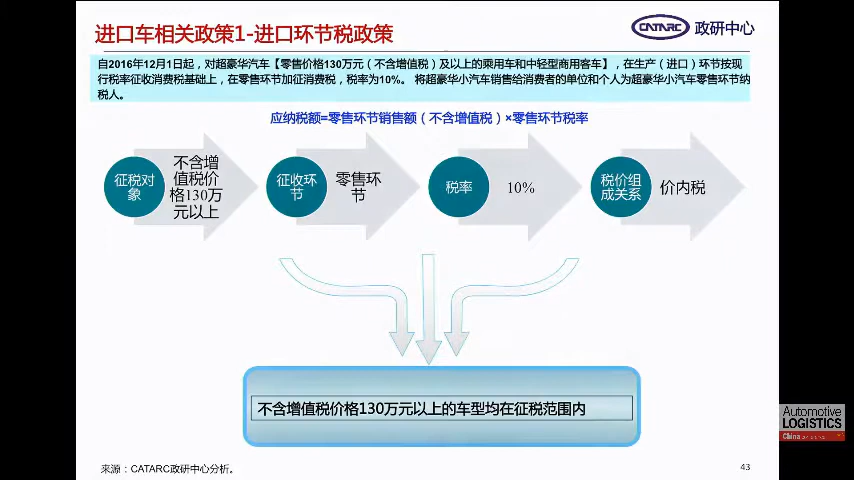 进口车相关政策1-进口环节税政策
CATARC 政研中心
自2016年12月1日起，对超豪华汽车【零售价格130万元（不含增值税）及以上的乘用车和中轻型商用客车】，在生产（进口）环节按现
行税率征收消费税基础上，在零售环节加征消费税，税率为10%。 将超豪华小汽车销售给消费者的单位和个人为超豪华小汽车零售环节纳
税人。
应纳税额=零售环节销售额（不含增值税）×零售环节税率
征税对
象
不含增
值税价
格130万
元以上
征收环
节
零售环
节
税率
10%
税价组
成关系
价内税
不含增值税价格130万元以上的车型均在征税范围内
Automotive
LOGISTICS
China
来源：CATARC政研中心分析。
43